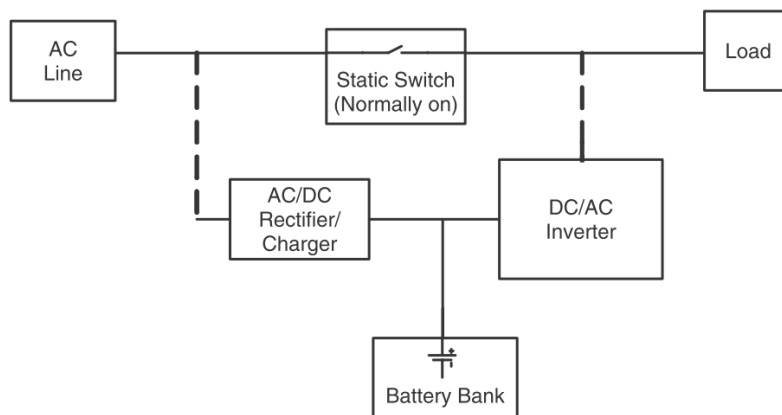 AC
Line
Static Switch
(Normally on)
Load
AC/DC
Rectifier/
Charger
DC/AC
Inverter
+
Battery Bank